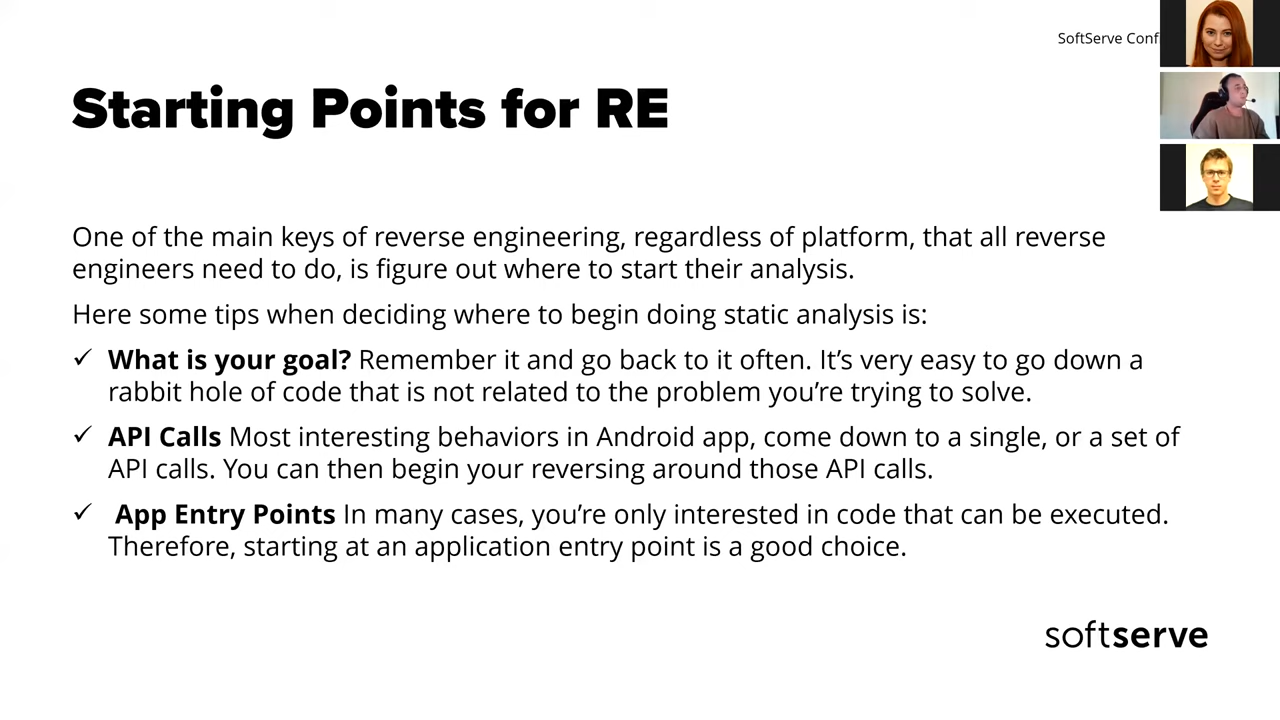 SoftServe Conf
Starting Points for RE
One of the main keys of reverse engineering, regardless of platform, that all reverse
engineers need to do, is figure out where to start their analysis.
Here some tips when deciding where to begin doing static analysis is:
✓ What is your goal? Remember it and go back to it often. It’s very easy to go down a
rabbit hole of code that is not related to the problem you’re trying to solve.
✓ API Calls Most interesting behaviors in Android app, come down to a single, or a set of
API calls. You can then begin your reversing around those API calls.
✓ App Entry Points In many cases, you’re only interested in code that can be executed.
Therefore, starting at an application entry point is a good choice.
softserve